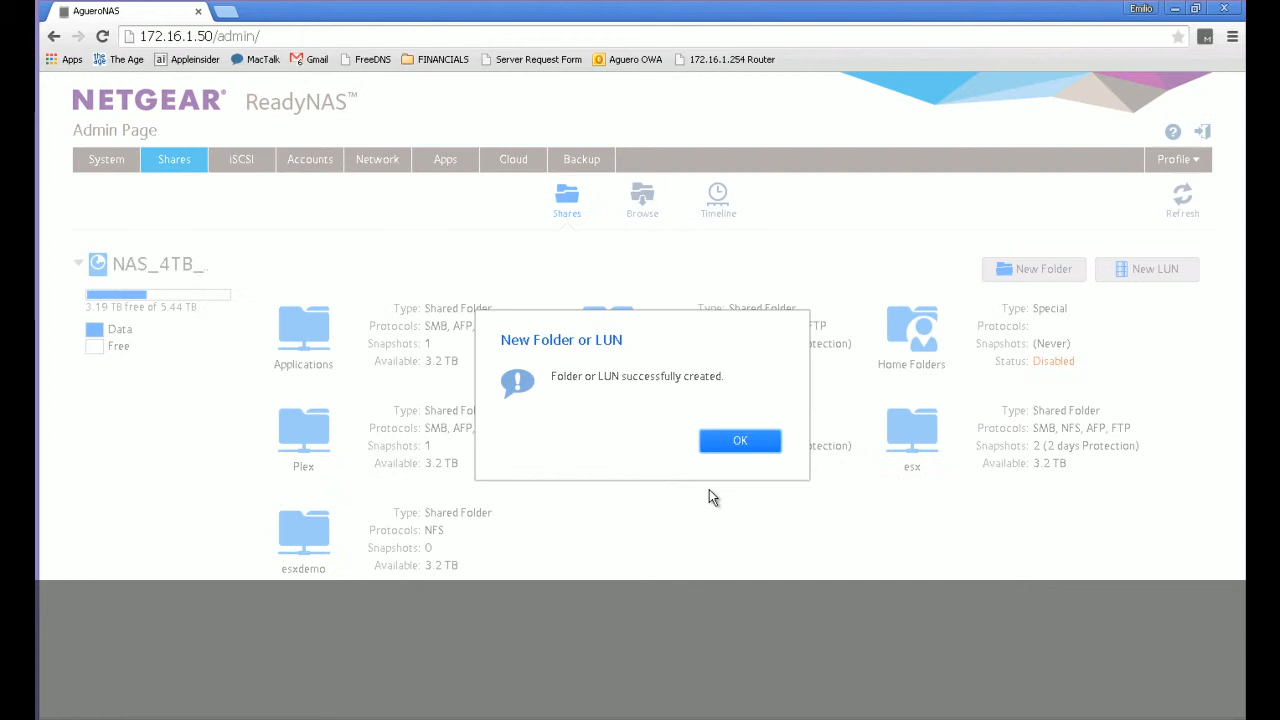 AgueroNAS
Emilio
172.16.1.50/admin/
Apps The Age ai Appleinsider MacTalk Gmail FreeDNS FINANCIALS Server Request Form Aguero OWA 172.16.1.254 Router
NETGEAR® ReadyNAS™
Admin Page
System Shares iSCSI Accounts Network Apps Cloud Backup Profile
Shares Browse Timeline Refresh
NAS_4TB_..
New Folder New LUN
3.19 TB free of 5.44 TB
Data
Free
Applications
Type: Shared Folder
Protocols: SMB, AFP,
Snapshots: 1
Available: 3.2 TB
Type: Shared Folder
Home Folders
Type: Special
Protocols:
Snapshots: (Never)
Status: Disabled
Plex
Type: Shared Fol
Protocols: SMB, AFP,
Snapshots: 1
Available: 3.2 TB
esx
Type: Shared Folder
Protocols: SMB, NFS, AFP, FTP
Snapshots: 2 (2 days Protection)
Available: 3.2 TB
esxdemo
Type: Shared Folder
Protocols: NFS
Snapshots: 0
Available: 3.2 TB
New Folder or LUN
Folder or LUN successfully created.
OK